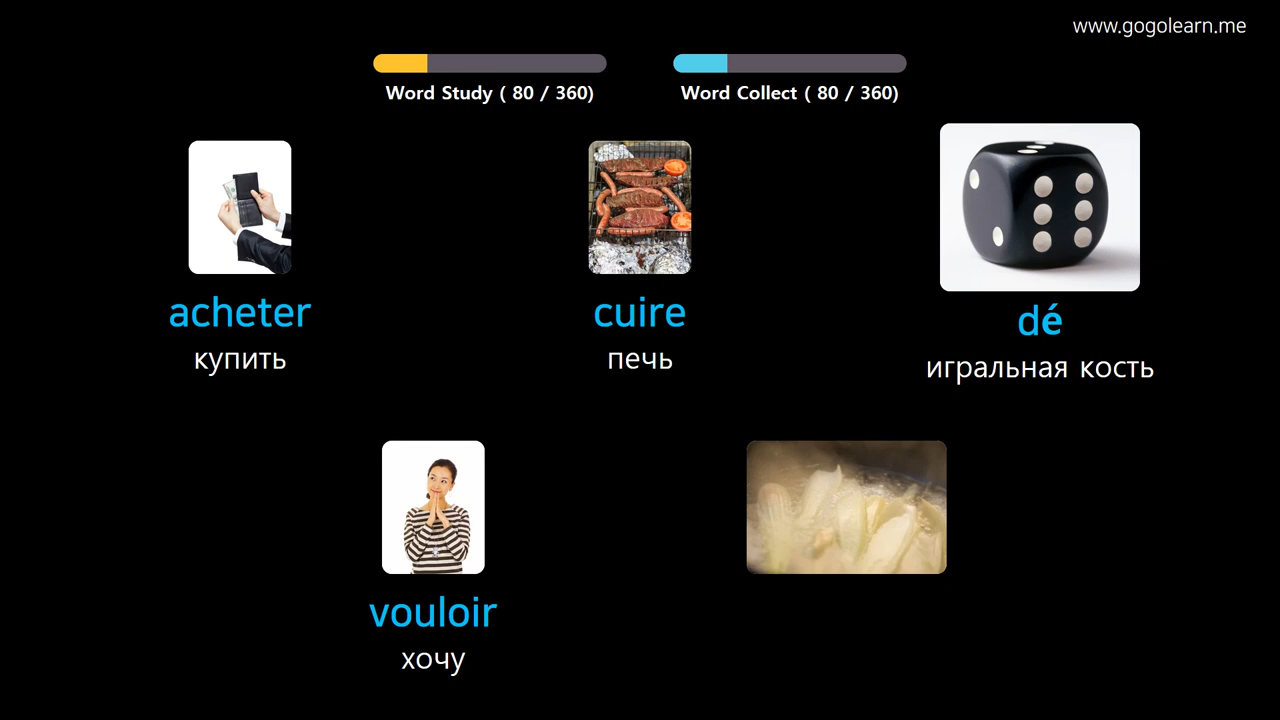 www.gogolearn.me
Word Study ( 80 / 360)
Word Collect ( 80 / 360)
acheter
купить
cuire
печь
dé
игральная кость
vouloir
хочу